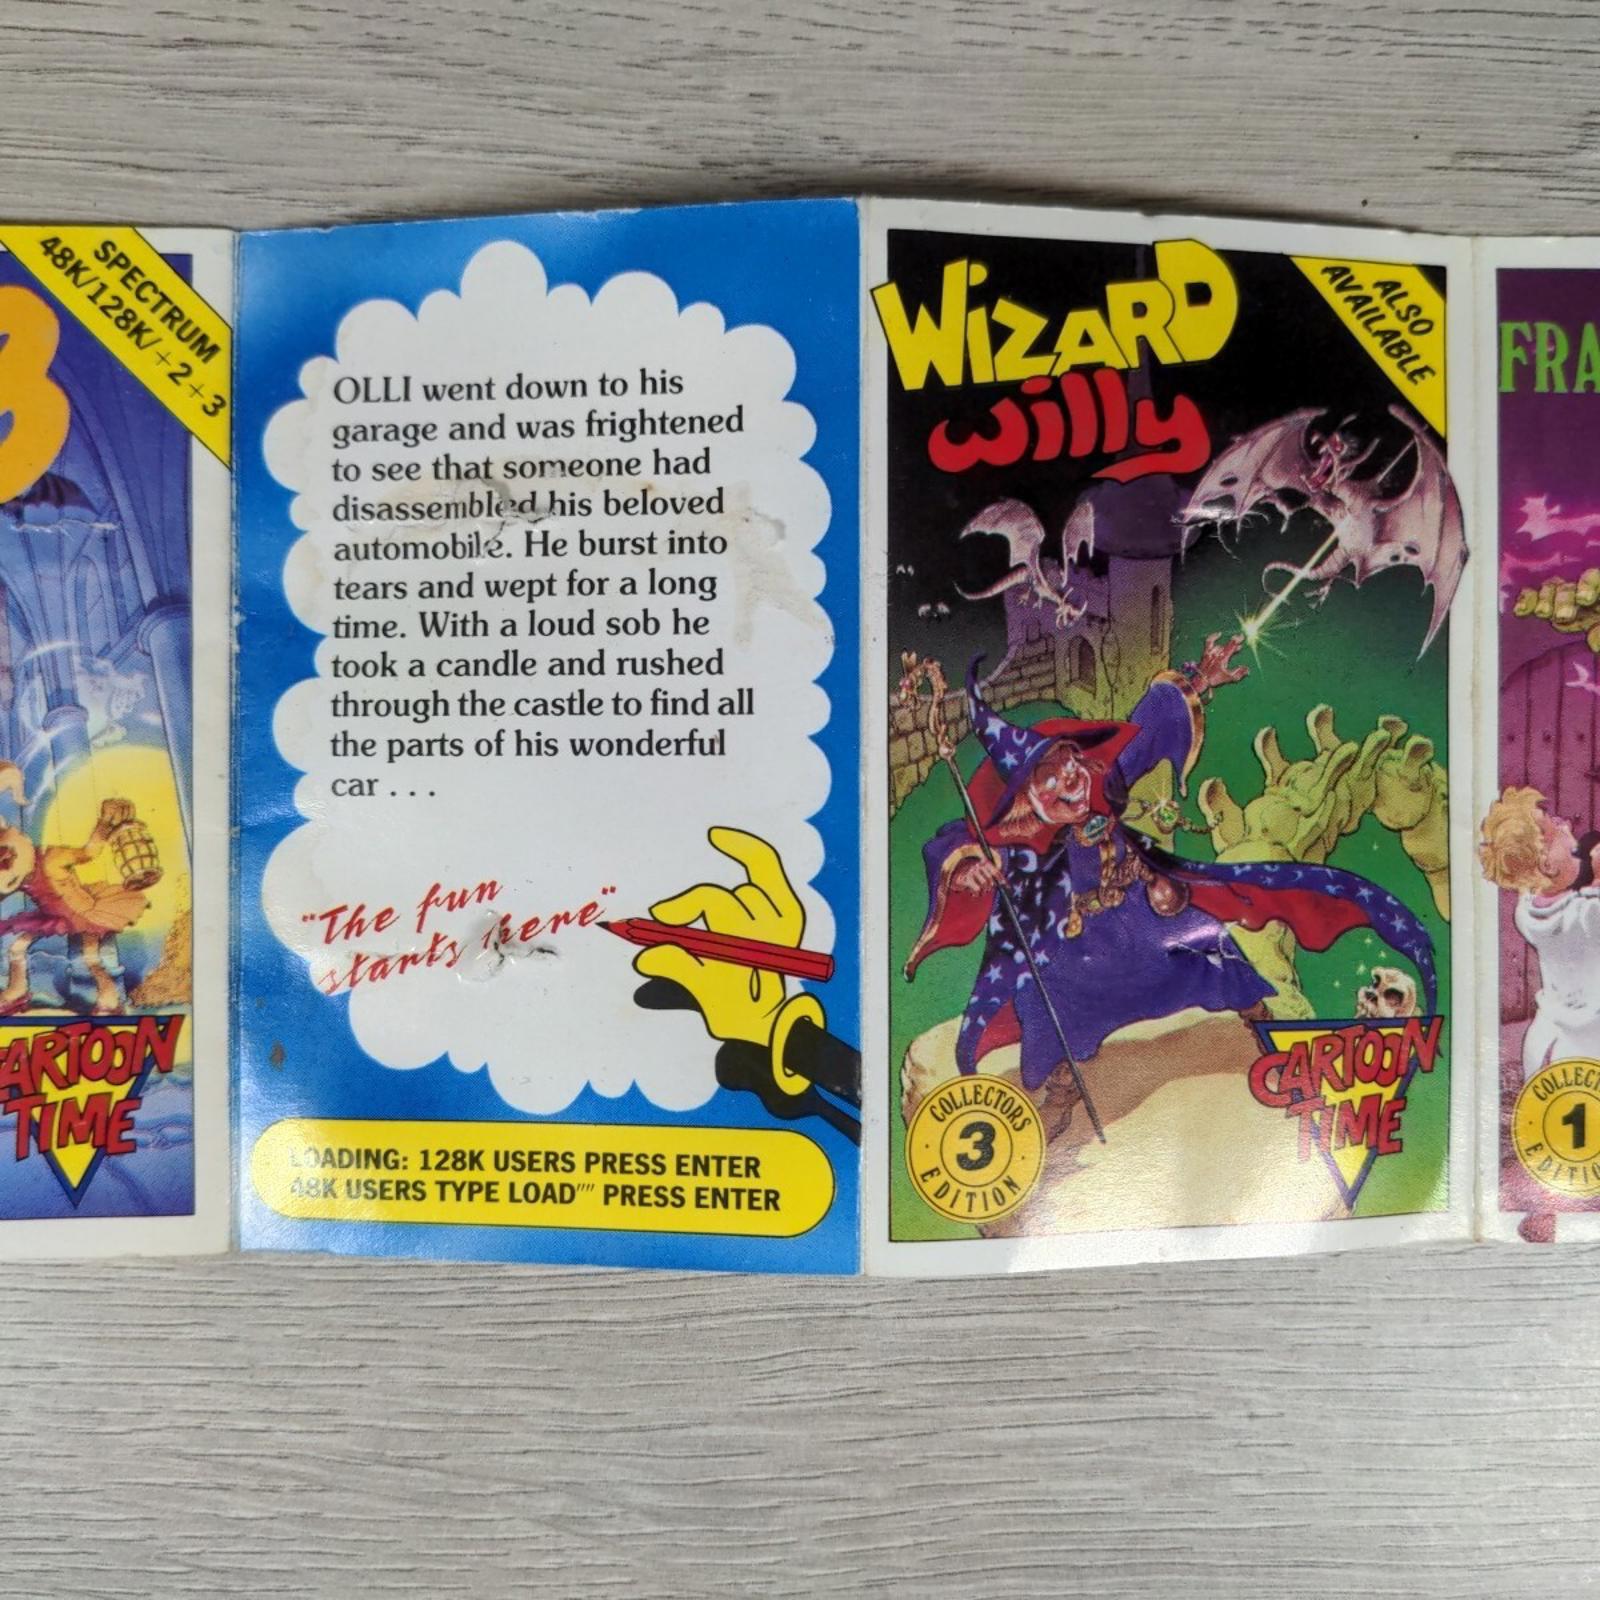 SPECTRUM
48K/128K/+2+3
CARTOON
TIME
OLLI went down to his
garage and was frightened
to see that someone had
disassembled his beloved
automobile. He burst into
tears and wept for a long
time. With a loud sob he
took a candle and rushed
through the castle to find all
the parts of his wonderful
car . . .
"The fun
starts here"
LOADING: 128K USERS PRESS ENTER
48K USERS TYPE LOAD"" PRESS ENTER
WIZARD
willy
ALSO
AVAILABLE
COLLECTORS
3
EDITION
CARTOON
TIME
FRA
COLLECT
1
EDITIO